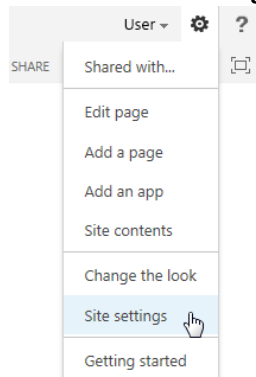 User ?
SHARE
Shared with...
Edit page
Add a page
Add an app
Site contents
Change the look
Site settings
Getting started